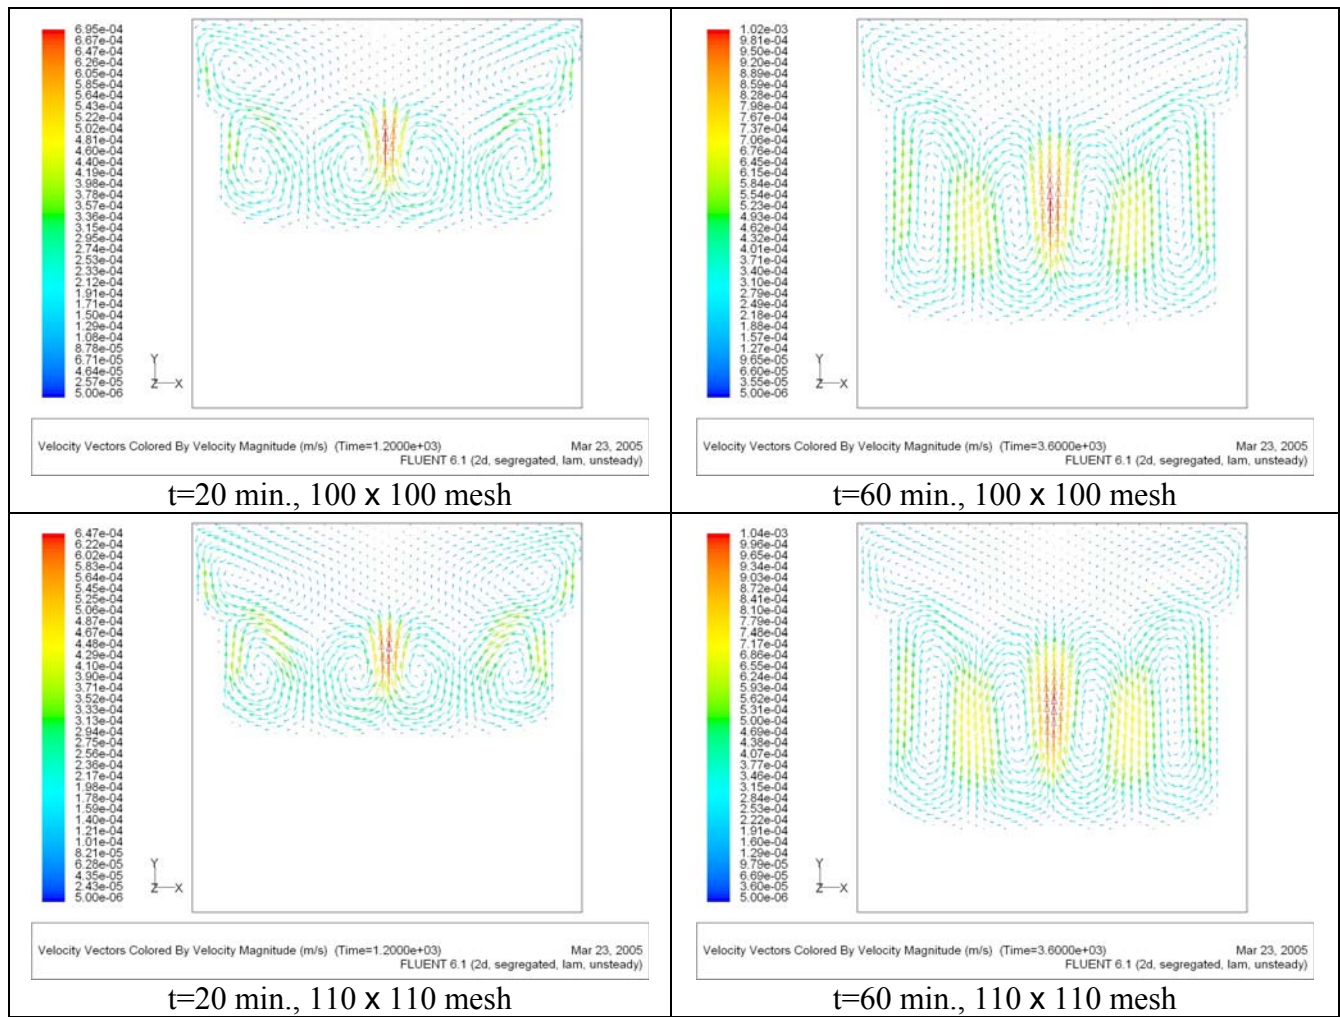 6.95e-04
6.67e-04
6.47e-04
6.26e-04
6.05e-04
5.85e-04
5.64e-04
5.43e-04
5.22e-04
5.02e-04
4.81e-04
4.60e-04
4.40e-04
4.19e-04
3.98e-04
3.78e-04
3.57e-04
3.36e-04
3.15e-04
2.95e-04
2.74e-04
2.53e-04
2.33e-04
2.12e-04
1.91e-04
1.71e-04
1.50e-04
1.29e-04
1.08e-04
8.78e-05
6.71e-05
4.64e-05
2.57e-05
5.00e-06
Y
Z X
Velocity Vectors Colored By Velocity Magnitude (m/s) (Time=1.2000e+03) Mar 23, 2005
FLUENT 6.1 (2d, segregated, lam, unsteady)
t=20 min., 100 x 100 mesh
1.02e-03
9.81e-04
9.50e-04
9.20e-04
8.89e-04
8.59e-04
8.28e-04
7.98e-04
7.67e-04
7.37e-04
7.06e-04
6.76e-04
6.45e-04
6.15e-04
5.84e-04
5.54e-04
5.23e-04
4.93e-04
4.62e-04
4.32e-04
4.01e-04
3.71e-04
3.40e-04
3.10e-04
2.79e-04
2.49e-04
2.18e-04
1.88e-04
1.57e-04
1.27e-04
9.65e-05
6.60e-05
3.55e-05
5.00e-06
Y
Z X
Velocity Vectors Colored By Velocity Magnitude (m/s) (Time=3.6000e+03) Mar 23, 2005
FLUENT 6.1 (2d, segregated, lam, unsteady)
t=60 min., 100 x 100 mesh
6.47e-04
6.22e-04
6.02e-04
5.83e-04
5.64e-04
5.45e-04
5.25e-04
5.06e-04
4.87e-04
4.67e-04
4.48e-04
4.29e-04
4.10e-04
3.90e-04
3.71e-04
3.52e-04
3.33e-04
3.13e-04
2.94e-04
2.75e-04
2.56e-04
2.36e-04
2.17e-04
1.98e-04
1.78e-04
1.59e-04
1.40e-04
1.21e-04
1.01e-04
8.21e-05
6.28e-05
4.35e-05
2.43e-05
5.00e-06
Y
Z X
Velocity Vectors Colored By Velocity Magnitude (m/s) (Time=1.2000e+03) Mar 23, 2005
FLUENT 6.1 (2d, segregated, lam, unsteady)
t=20 min., 110 x 110 mesh
1.04e-03
9.96e-04
9.65e-04
9.34e-04
9.03e-04
8.72e-04
8.41e-04
8.10e-04
7.79e-04
7.48e-04
7.17e-04
6.86e-04
6.55e-04
6.24e-04
5.93e-04
5.62e-04
5.31e-04
5.00e-04
4.69e-04
4.38e-04
4.07e-04
3.77e-04
3.46e-04
3.15e-04
2.84e-04
2.53e-04
2.22e-04
1.91e-04
1.60e-04
1.29e-04
9.79e-05
6.69e-05
3.60e-05
5.00e-06
Y
Z X
Velocity Vectors Colored By Velocity Magnitude (m/s) (Time=3.6000e+03) Mar 23, 2005
FLUENT 6.1 (2d, segregated, lam, unsteady)
t=60 min., 110 x 110 mesh